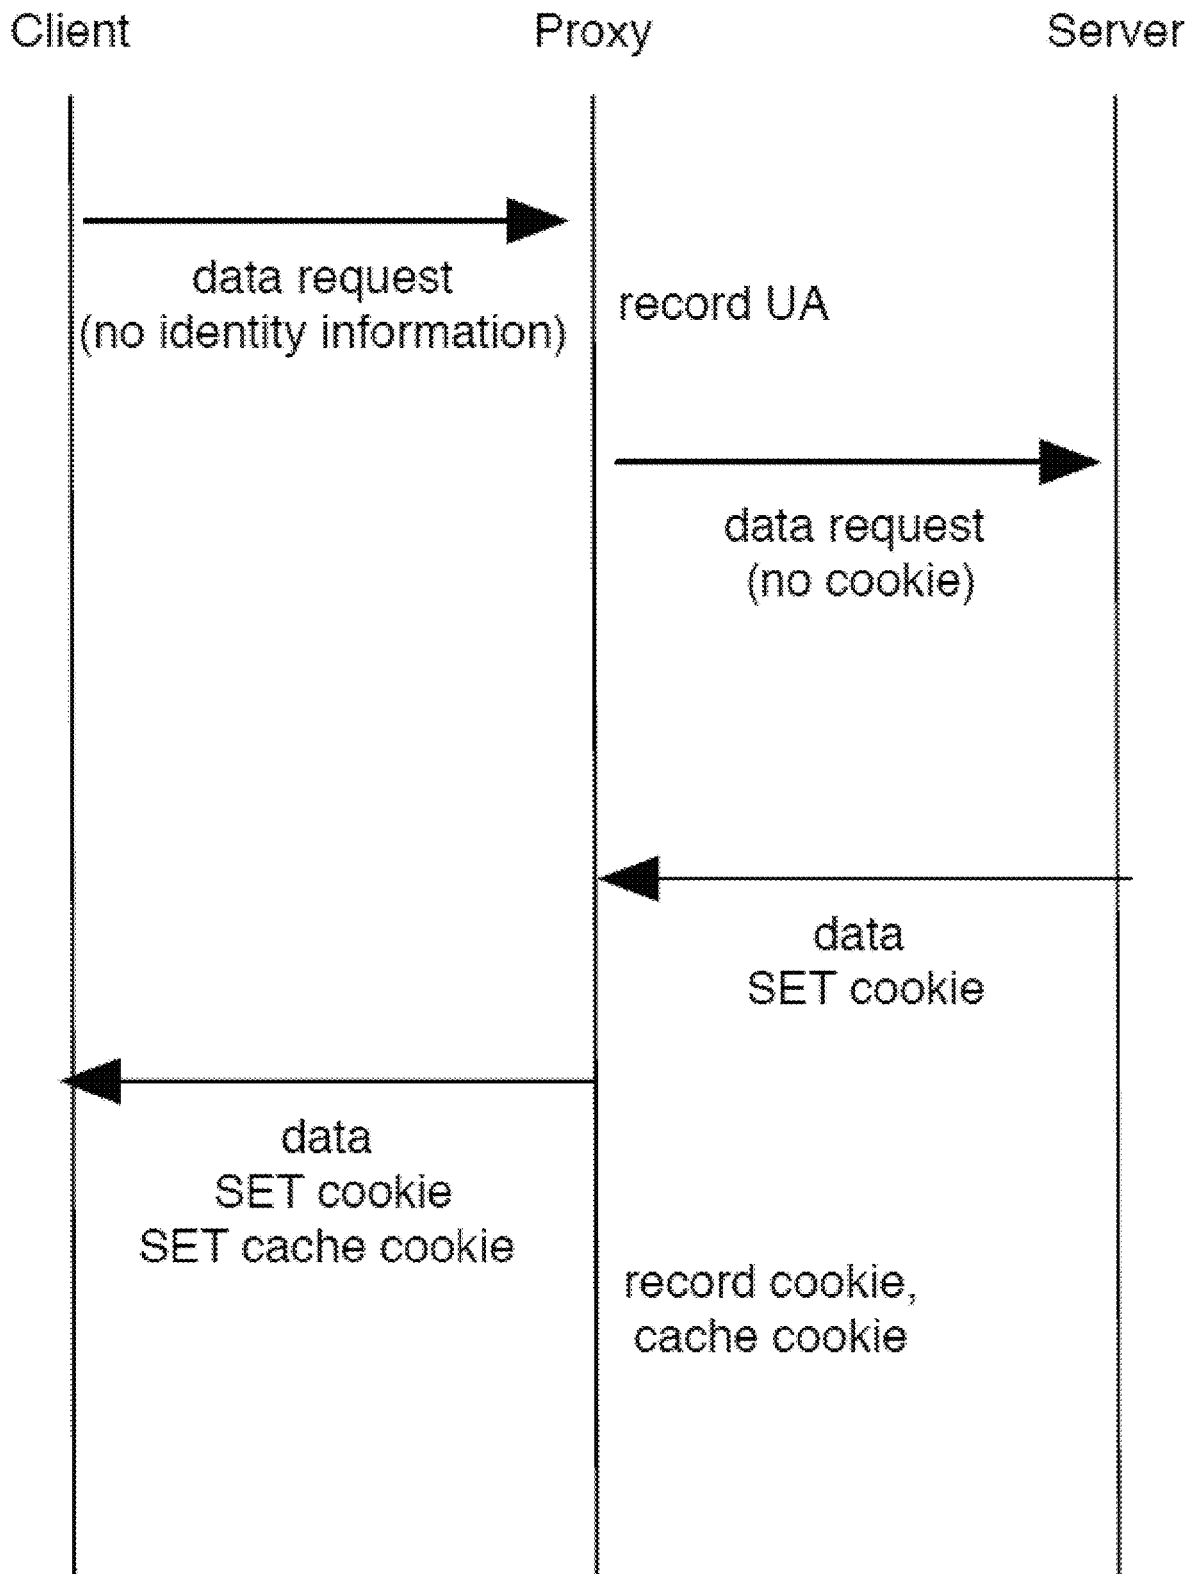 Client Proxy Server
data request
(no identity information)
record UA
data request
(no cookie)
data
SET cookie
data
SET cookie
SET cache cookie
record cookie,
cache cookie